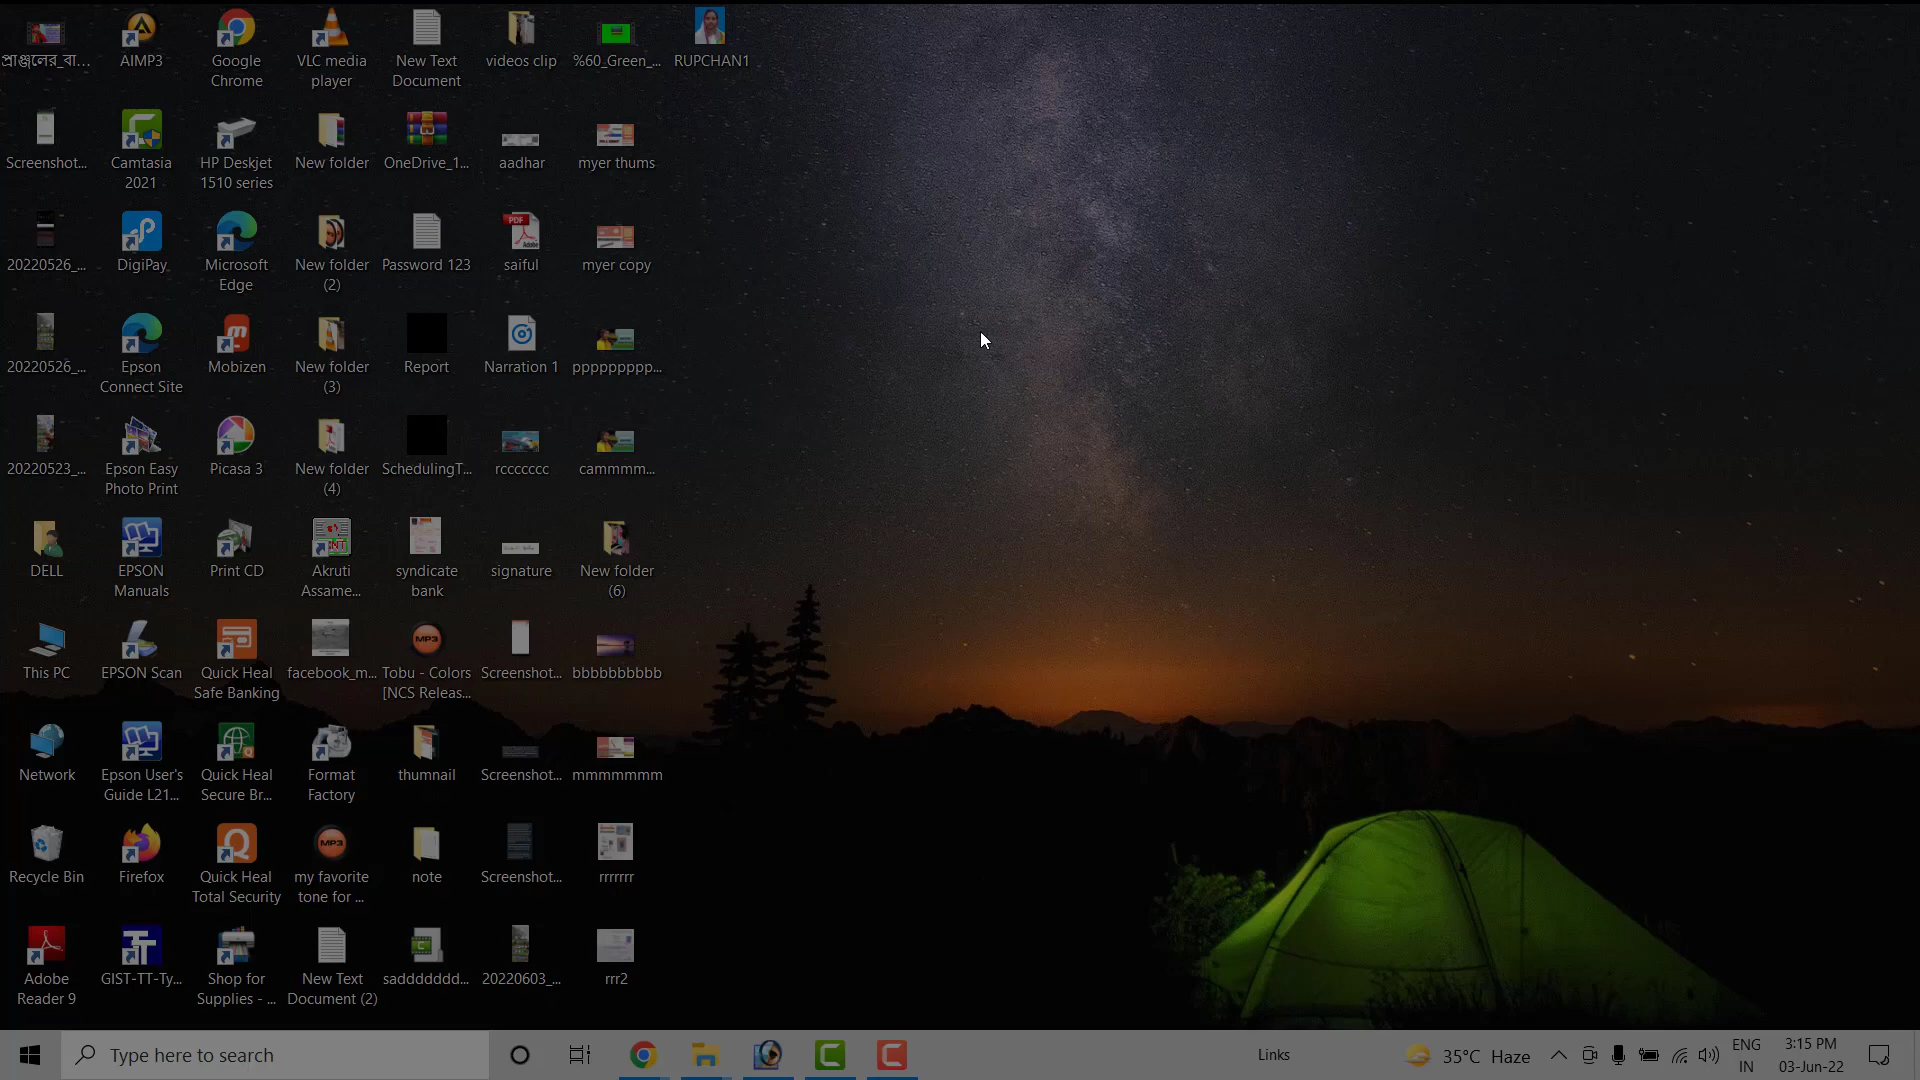 প্রাঞ্জলের_বা...
AIMP3
Google
Chrome
VLC media
player
New Text
Document
videos clip
%60_Green_...
RUPCHAN1
Screenshot...
Camtasia
2021
HP Deskjet
1510 series
New folder
OneDrive_1...
aadhar
myer thums
20220526_...
DigiPay
Microsoft
Edge
New folder
(2)
Password 123
saiful
myer copy
20220526_...
Epson
Connect Site
Mobizen
New folder
(3)
Report
Narration 1
ppppppppp...
20220523_...
Epson Easy
Photo Print
Picasa 3
New folder
(4)
SchedulingT...
rccccccc
cammmm...
DELL
EPSON
Manuals
Print CD
Akruti
Assame...
syndicate
bank
signature
New folder
(6)
This PC
EPSON Scan
Quick Heal
Safe Banking
facebook_m...
Tobu - Colors
[NCS Releas...
Screenshot...
bbbbbbbbbb
Network
Epson User's
Guide L21...
Quick Heal
Secure Br...
Format
Factory
thumnail
Screenshot...
mmmmmmm
Recycle Bin
Firefox
Quick Heal
Total Security
my favorite
tone for ...
note
Screenshot...
rrrrrrr
Adobe
Reader 9
GIST-TT-Ty...
Shop for
Supplies - ...
New Text
Document (2)
sadddddd...
20220603_...
rrr2
Type here to search
Links
35°C Haze
ENG
IN
3:15 PM
03-Jun-22